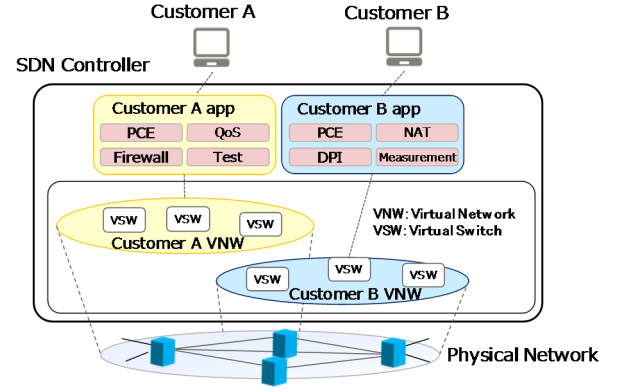 Customer A
Customer B
SDN Controller
Customer A app
PCE
QoS
Firewall
Test
Customer B app
PCE
NAT
DPI
Measurement
VSW
VSW
VSW
Customer A VNW
VNW: Virtual Network
VSW: Virtual Switch
VSW
VSW
VSW
Customer B VNW
Physical Network